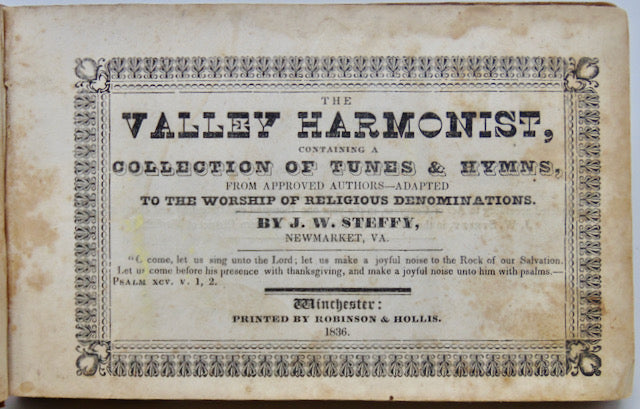 THE
VALLEY HARMONIST,
CONTAINING A
COLLECTION OF TUNES & HYMNS,
FROM APPROVED AUTHORS—ADAPTED
TO THE WORSHIP OF RELIGIOUS DENOMINATIONS.
BY J. W. STEFFY,
NEWMARKET, VA.
"O come, let us sing unto the Lord; let us make a joyful noise to the Rock of our Salvation.
Let us come before his presence with thanksgiving, and make a joyful noise unto him with psalms.—
PSALM XCV. V. 1, 2.
Winchester:
PRINTED BY ROBINSON & HOLLIS.
1836.